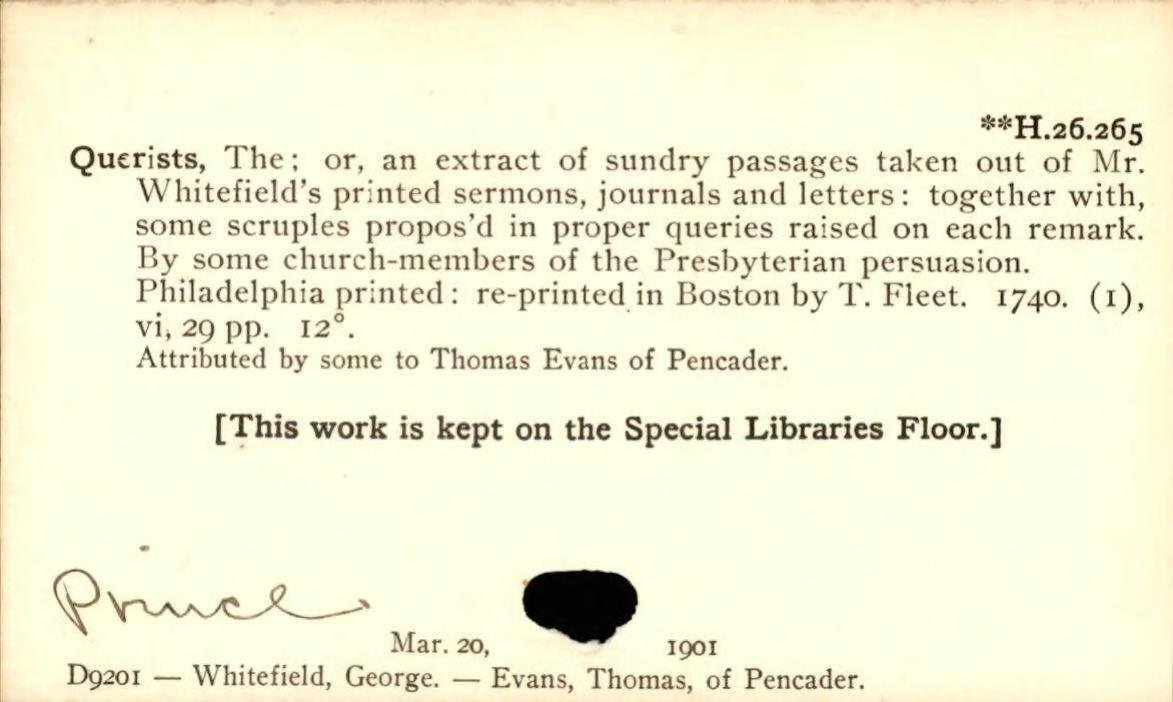 **H.26.265
Querists, The; or, an extract of sundry passages taken out of Mr.
Whitefield's printed sermons, journals and letters: together with,
some scruples propos'd in proper queries raised on each remark.
By some church-members of the Presbyterian persuasion.
Philadelphia printed: re-printed in Boston by T. Fleet. 1740. (1),
vi, 29 pp. 12°.
Attributed by some to Thomas Evans of Pencader.
[This work is kept on the Special Libraries Floor.]
Prince
Mar. 20, 1901
D9201 — Whitefield, George. — Evans, Thomas, of Pencader.